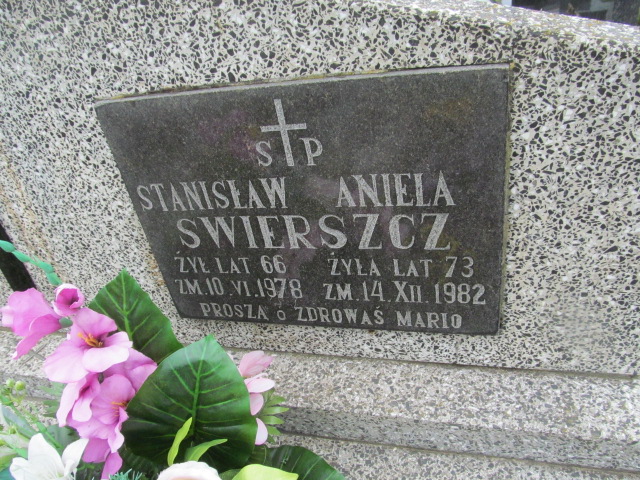 S P
STANISŁAW ANIELA
SWIERSZCZ
ŻYŁ LAT 66 ŻYŁA LAT 73
ZM. 10. VI. 1978 ZM. 14. XII. 1982
PROSZĄ o ZDROWAŚ MARIO